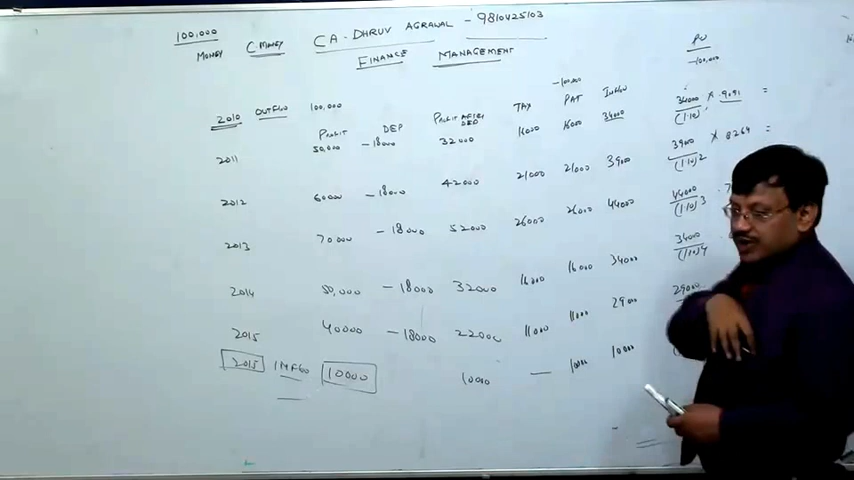 100,000 CA-DHRUV AGRAWAL - 9810425103
MONEY C.MONEY FINANCE MANAGEMENT PV
-100,000 -100,000
2010 OUTFLOW 100,000
PROFIT DEP PROFIT AFTER DEP TAX PAT INFLOW
2011 50,000 -18000 32000 16000 16000 34000 34000/(1.10)¹ × .9091 =
2012 60000 -18000 42000 21000 21000 39000 39000/(1.10)2 × .8264 =
2013 70000 -18000 52000 26000 26000 44000 44000/(1.10)3
2014 50,000 -18000 32000 16000 16000 34000 34000/(1.10)4
2015 40000 -18000 22000 11000 11000 29000 29000
2015 INFLO 10000 10000 — 10000 10000